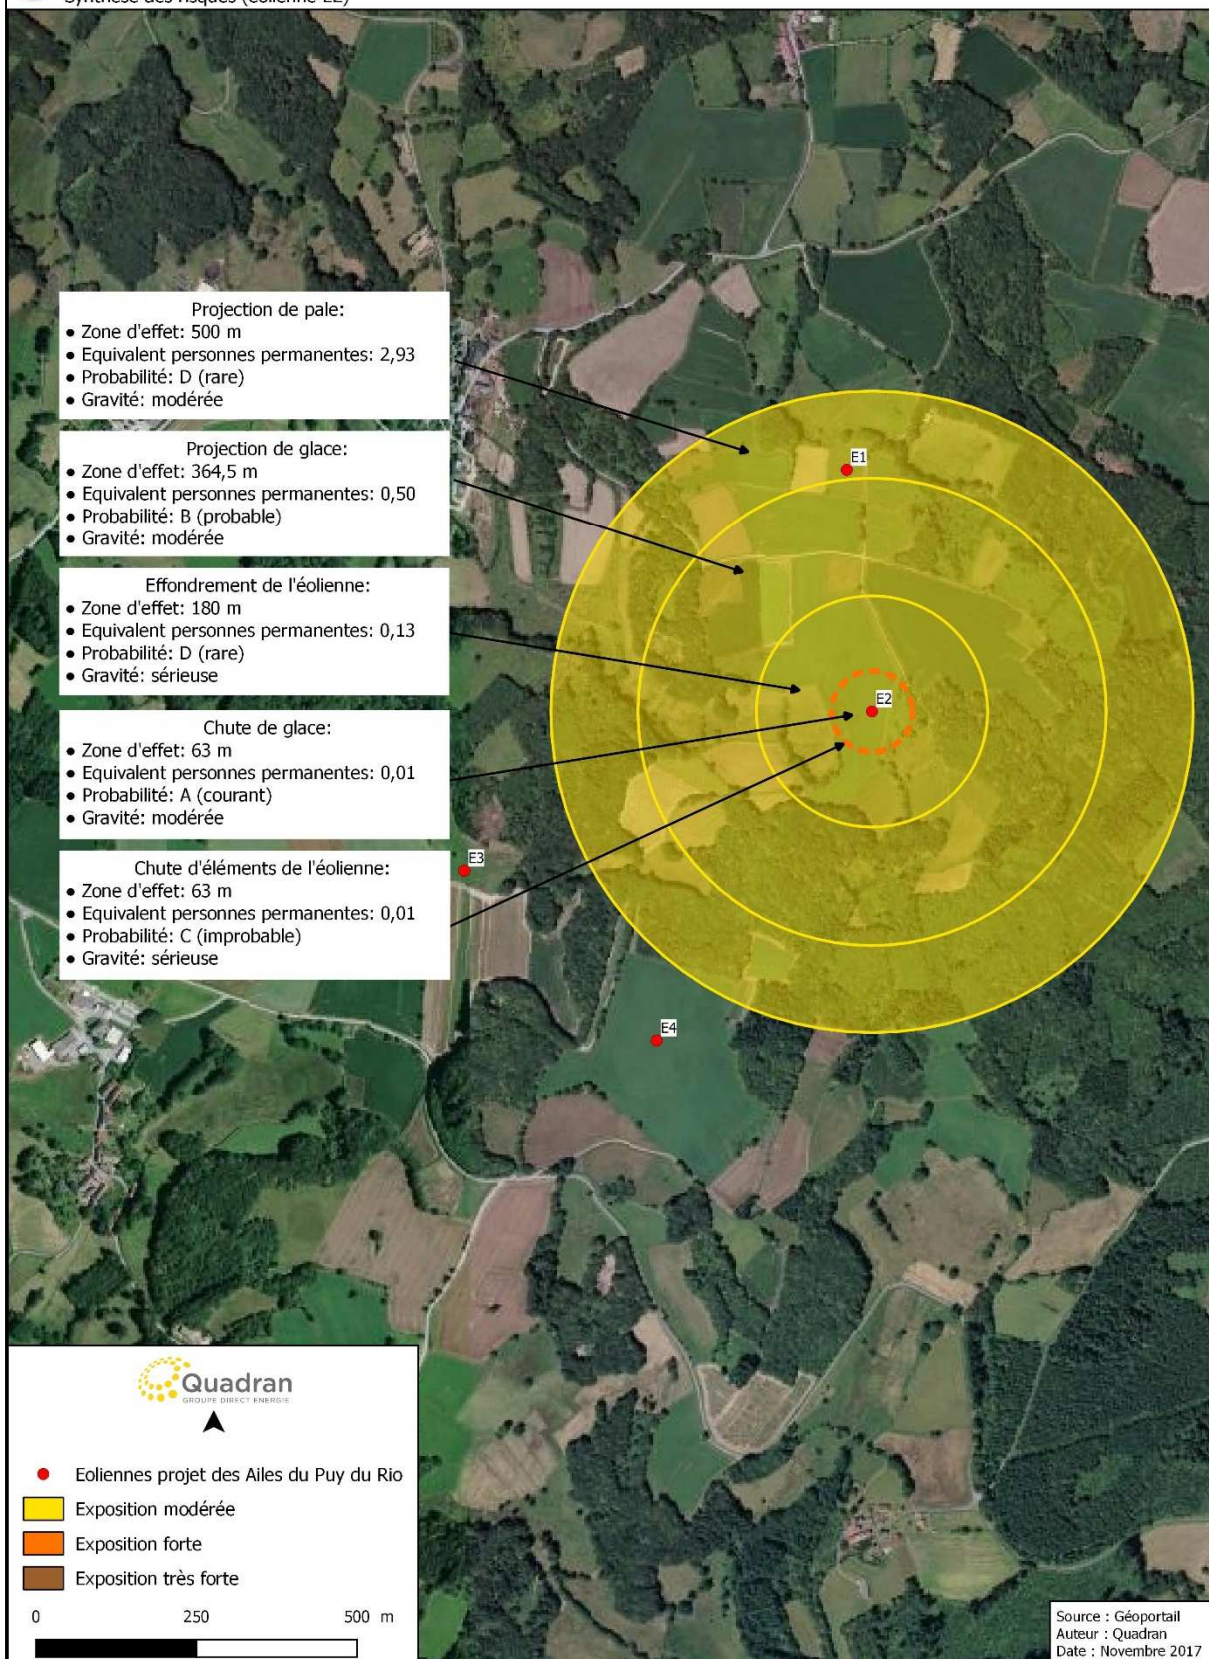 Synthèse des risques (éolienne E2)
Projection de pale:
• Zone d'effet: 500 m
• Equivalent personnes permanentes: 2,93
• Probabilité: D (rare)
• Gravité: modérée
Projection de glace:
• Zone d'effet: 364,5 m
• Equivalent personnes permanentes: 0,50
• Probabilité: B (probable)
• Gravité: modérée
Effondrement de l'éolienne:
• Zone d'effet: 180 m
• Equivalent personnes permanentes: 0,13
• Probabilité: D (rare)
• Gravité: sérieuse
Chute de glace:
• Zone d'effet: 63 m
• Equivalent personnes permanentes: 0,01
• Probabilité: A (courant)
• Gravité: modérée
Chute d'éléments de l'éolienne:
• Zone d'effet: 63 m
• Equivalent personnes permanentes: 0,01
• Probabilité: C (improbable)
• Gravité: sérieuse
E1
E2
E3
E4
Quadran
GROUPE DIRECT ENERGIE
Eoliennes projet des Ailes du Puy du Rio
Exposition modérée
Exposition forte
Exposition très forte
0 250 500 m
Source : Géoportail
Auteur : Quadran
Date : Novembre 2017